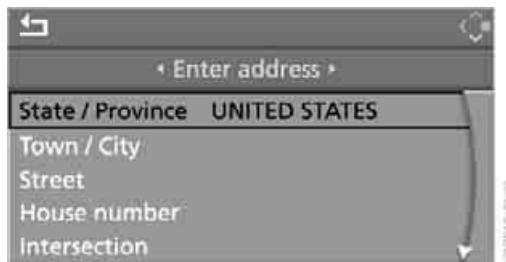 Enter address
State / Province UNITED STATES
Town / City
Street
House number
Intersection